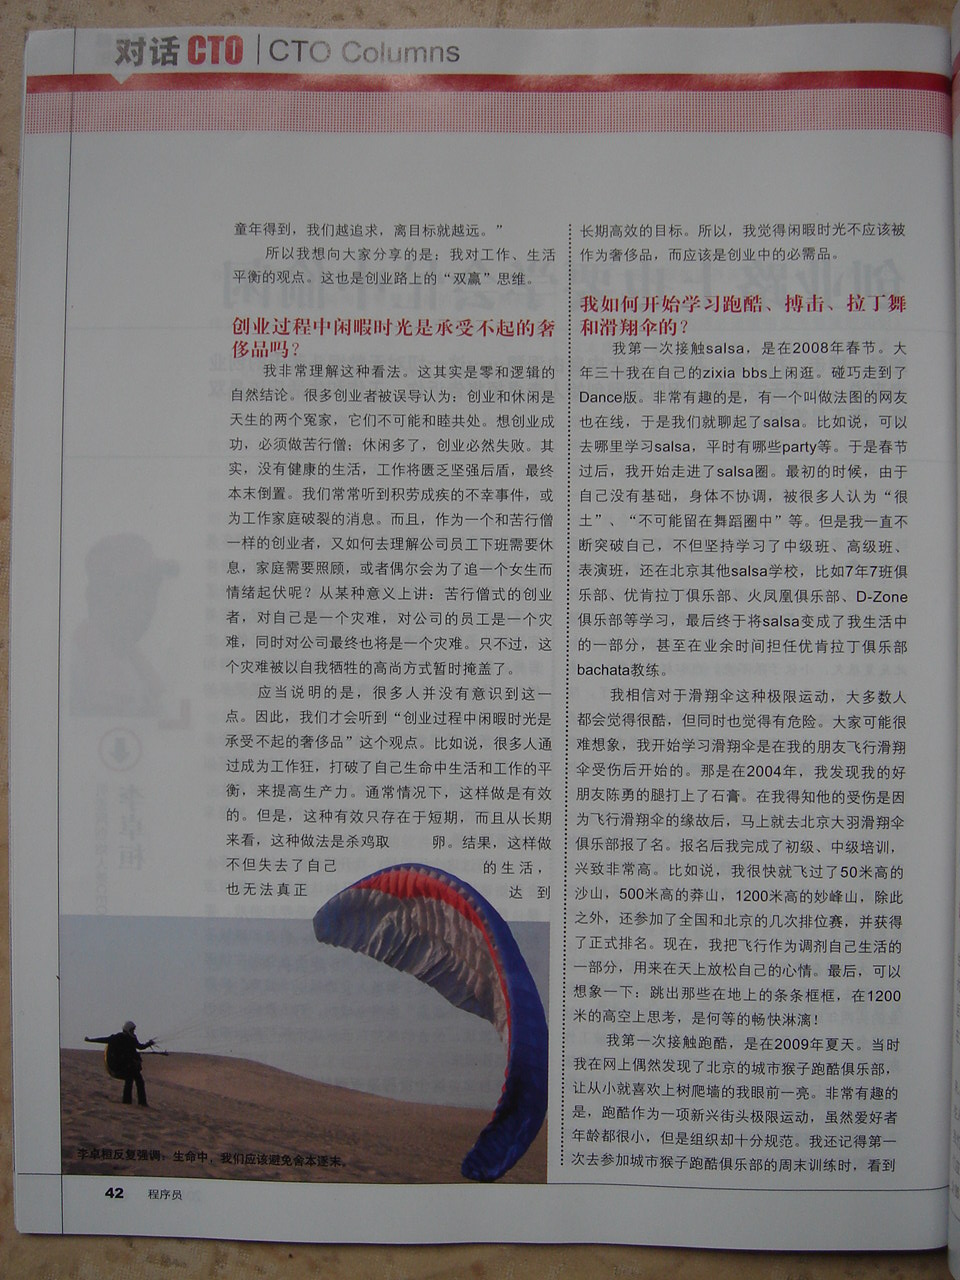 对话 CTO | CTO Columns
童年得到，我们越追求，离目标就越远。”
所以我想向大家分享的是：我对工作、生活
平衡的观点。这也是创业路上的“双赢”思维。
创业过程中闲暇时光是承受不起的奢
侈品吗？
我非常理解这种看法。这其实是零和逻辑的
自然结论。很多创业者被误导认为：创业和休闲是
天生的两个冤家，它们不可能和睦共处。想创业成
功，必须做苦行僧；休闲多了，创业必然失败。其
实，没有健康的生活，工作将匮乏坚强后盾，最终
本末倒置。我们常常听到积劳成疾的不幸事件，或
为工作家庭破裂的消息。而且，作为一个和苦行僧
一样的创业者，又如何去理解公司员工下班需要休
息，家庭需要照顾，或者偶尔会为了追一个女生而
情绪起伏呢？从某种意义上讲：苦行僧式的创业
者，对自己是一个灾难，对公司的员工是一个灾
难，同时对公司最终也将是一个灾难。只不过，这
个灾难被以自我牺牲的高尚方式暂时掩盖了。
应当说明的是，很多人并没有意识到这一
点。因此，我们才会听到“创业过程中闲暇时光是
承受不起的奢侈品”这个观点。比如说，很多人通
过成为工作狂，打破了自己生命中生活和工作的平
衡，来提高生产力。通常情况下，这样做是有效
的。但是，这种有效只存在于短期，而且从长期
来看，这种做法是杀鸡取 卵。结果，这样做
不但失去了自己 的生活，
也无法真正 达到
李卓桓反复强调：生命中，我们应该避免舍本逐末。
长期高效的目标。所以，我觉得闲暇时光不应该被
作为奢侈品，而应该是创业中的必需品。
我如何开始学习跑酷、搏击、拉丁舞
和滑翔伞的？
我第一次接触salsa，是在2008年春节。大
年三十我在自己的zixia bbs上闲逛。碰巧走到了
Dance版。非常有趣的是，有一个叫做法图的网友
也在线，于是我们就聊起了salsa。比如说，可以
去哪里学习salsa，平时有哪些party等。于是春节
过后，我开始走进了salsa圈。最初的时候，由于
自己没有基础，身体不协调，被很多人认为“很
土”、“不可能留在舞蹈圈中”等。但是我一直不
断突破自己，不但坚持学习了中级班、高级班、
表演班，还在北京其他salsa学校，比如7年7班俱
乐部、优肯拉丁俱乐部、火凤凰俱乐部、D-Zone
俱乐部等学习，最后终于将salsa变成了我生活中
的一部分，甚至在业余时间担任优肯拉丁俱乐部
bachata教练。
我相信对于滑翔伞这种极限运动，大多数人
都会觉得很酷，但同时也觉得有危险。大家可能很
难想象，我开始学习滑翔伞是在我的朋友飞行滑翔
伞受伤后开始的。那是在2004年，我发现我的好
朋友陈勇的腿打上了石膏。在我得知他的受伤是因
为飞行滑翔伞的缘故后，马上就去北京大羽滑翔伞
俱乐部报了名。报名后我完成了初级、中级培训，
兴致非常高。比如说，我很快就飞过了50米高的
沙山，500米高的莽山，1200米高的妙峰山，除此
之外，还参加了全国和北京的几次排位赛，并获得
了正式排名。现在，我把飞行作为调剂自己生活的
一部分，用来在天上放松自己的心情。最后，可以
想象一下：跳出那些在地上的条条框框，在1200
米的高空上思考，是何等的畅快淋漓！
我第一次接触跑酷，是在2009年夏天。当时
我在网上偶然发现了北京的城市猴子跑酷俱乐部，
让从小就喜欢上树爬墙的我眼前一亮。非常有趣的
是，跑酷作为一项新兴街头极限运动，虽然爱好者
年龄都很小，但是组织却十分规范。我还记得第一
次去参加城市猴子跑酷俱乐部的周末训练时，看到
42 程序员